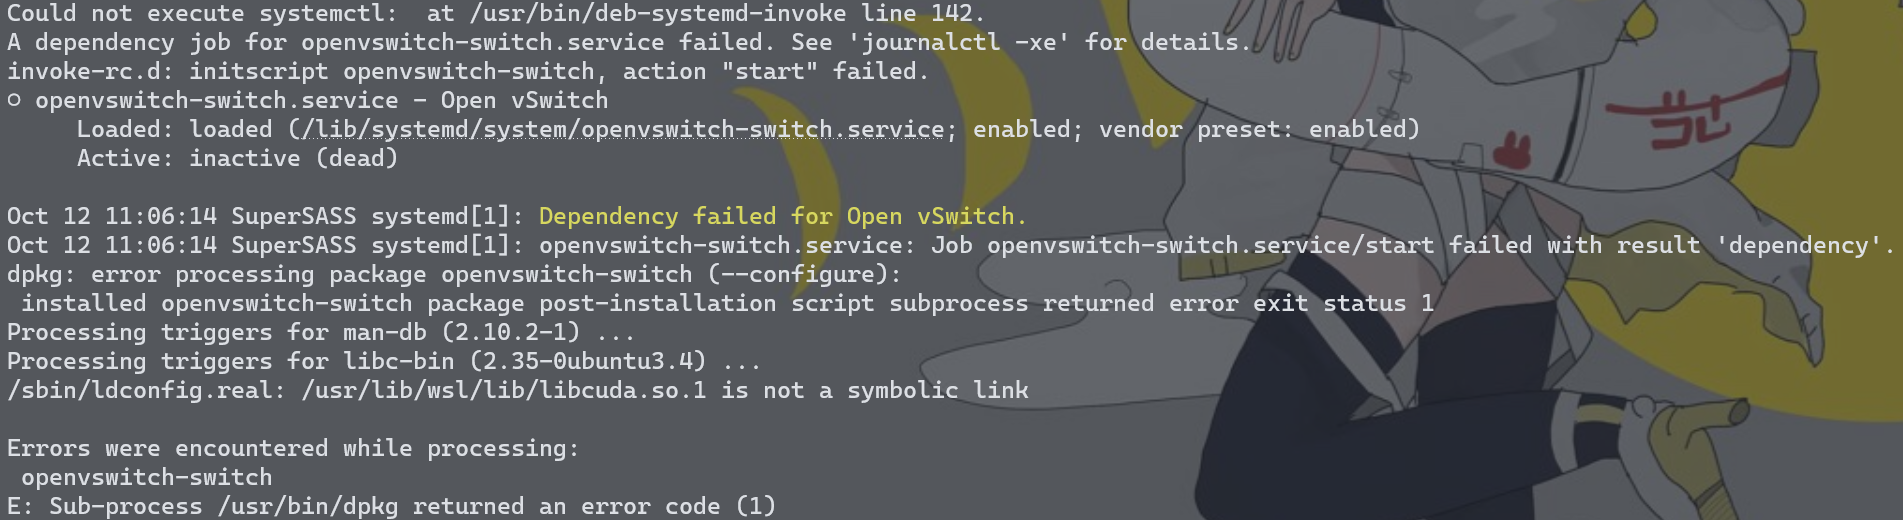 Could not execute systemctl:  at /usr/bin/deb-systemd-invoke line 142.
A dependency job for openvswitch-switch.service failed. See 'journalctl -xe' for details.
invoke-rc.d: initscript openvswitch-switch, action "start" failed.
○ openvswitch-switch.service - Open vSwitch
     Loaded: loaded (/lib/systemd/system/openvswitch-switch.service; enabled; vendor preset: enabled)
     Active: inactive (dead)

Oct 12 11:06:14 SuperSASS systemd[1]: Dependency failed for Open vSwitch.
Oct 12 11:06:14 SuperSASS systemd[1]: openvswitch-switch.service: Job openvswitch-switch.service/start failed with result 'dependency'.
dpkg: error processing package openvswitch-switch (--configure):
 installed openvswitch-switch package post-installation script subprocess returned error exit status 1
Processing triggers for man-db (2.10.2-1) ...
Processing triggers for libc-bin (2.35-0ubuntu3.4) ...
/sbin/ldconfig.real: /usr/lib/wsl/lib/libcuda.so.1 is not a symbolic link

Errors were encountered while processing:
 openvswitch-switch
E: Sub-process /usr/bin/dpkg returned an error code (1)